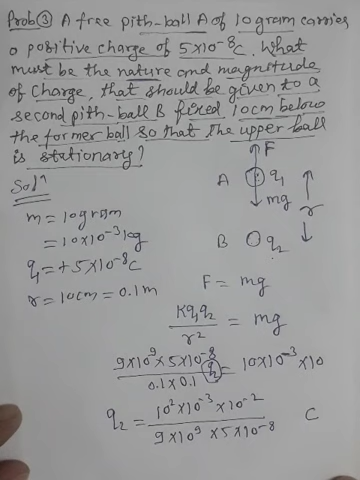 Prob③ A free pith-ball A of 10 gram carries
a positive charge of 5×10⁻⁸C. What
must be the nature and magnitude
of charge, that should be given to a
second pith-ball B fixed 10cm below
the former ball so that the upper ball
is stationary?
Solⁿ
m = 10 gram
= 10×10⁻³ kg
q₁ = +5×10⁻⁸C
r = 10cm = 0.1m
F
A q₁
mg
r
B q₂
F = mg
Kq₁q₂/r² = mg
9×10⁹×5×10⁻⁸ q₂/0.1×0.1 = 10×10⁻³×10
q₂ = 10²×10⁻³×10⁻²/9×10⁹×5×10⁻⁸ C